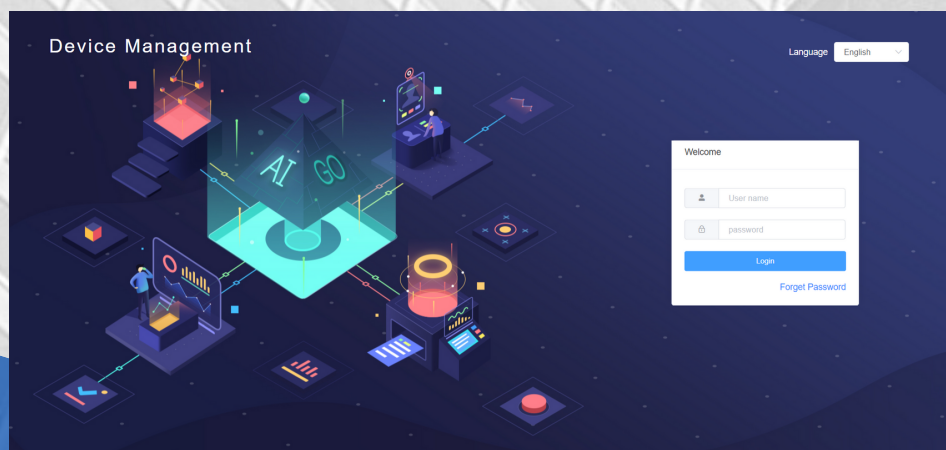 Device Management
Language English
AI GO
Welcome
User name
password
Login
Forget Password